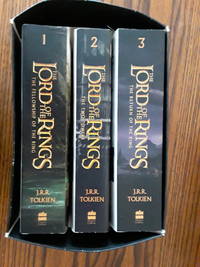 1
THE
LORD
OF THE
RINGS
THE FELLOWSHIP OF THE RING
J.R.R.
TOLKIEN
2
THE
LORD
OF THE
RINGS
THE TWO TOWERS
J.R.R.
TOLKIEN
3
THE
LORD
OF THE
RINGS
THE RETURN OF THE KING
J.R.R.
TOLKIEN